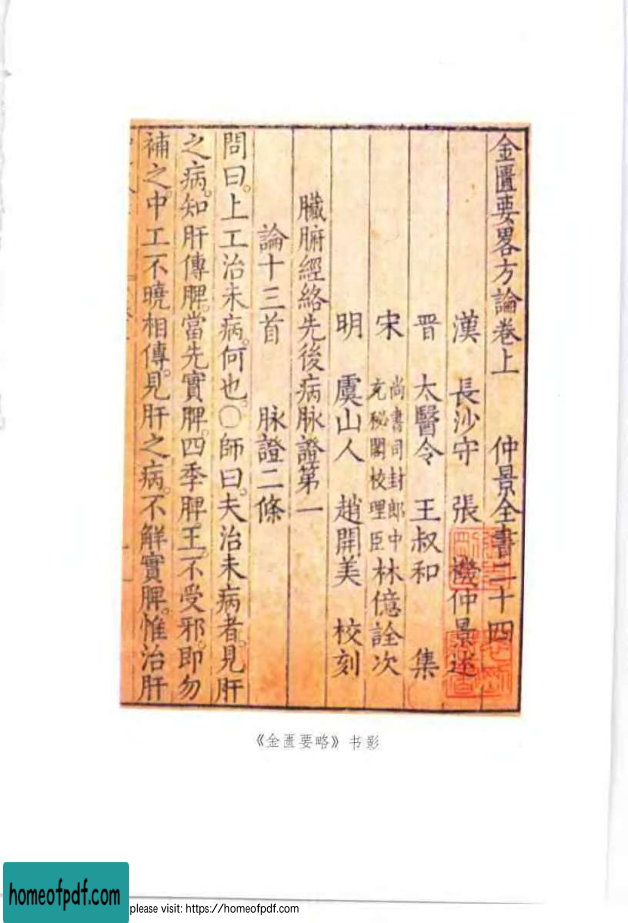 金匱要畧方論卷上　仲景全書二十四
漢　長沙守　張　機仲景述
晉　太醫令　王叔和　集
宋　尚書司封郎中充秘閣校理臣林億詮次
明　虞山人　趙開美　校刻
臟腑經絡先後病脉證第一
論十三首　脉證二條
問曰。上工治未病。何也。○師曰。夫治未病者。見肝
之病。知肝傳脾。當先實脾。四季脾王。不受邪。即勿
補之。中工不曉相傳。見肝之病。不解實脾。惟治肝
《金匮要略》书影
homeofpdf.com
please visit: https://homeofpdf.com